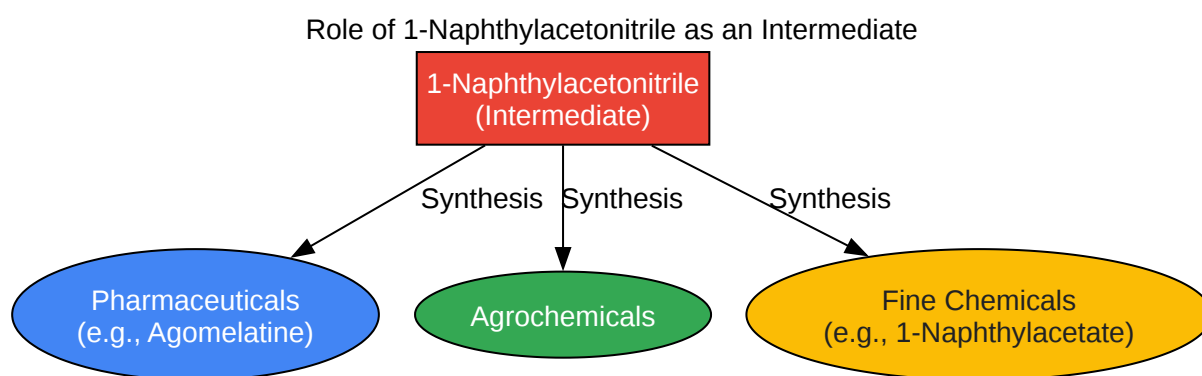 Role of 1-Naphthylacetonitrile as an Intermediate
1-Naphthylacetonitrile
(Intermediate)
Synthesis
Synthesis
Synthesis
Pharmaceuticals
(e.g., Agomelatine)
Agrochemicals
Fine Chemicals
(e.g., 1-Naphthylacetate)